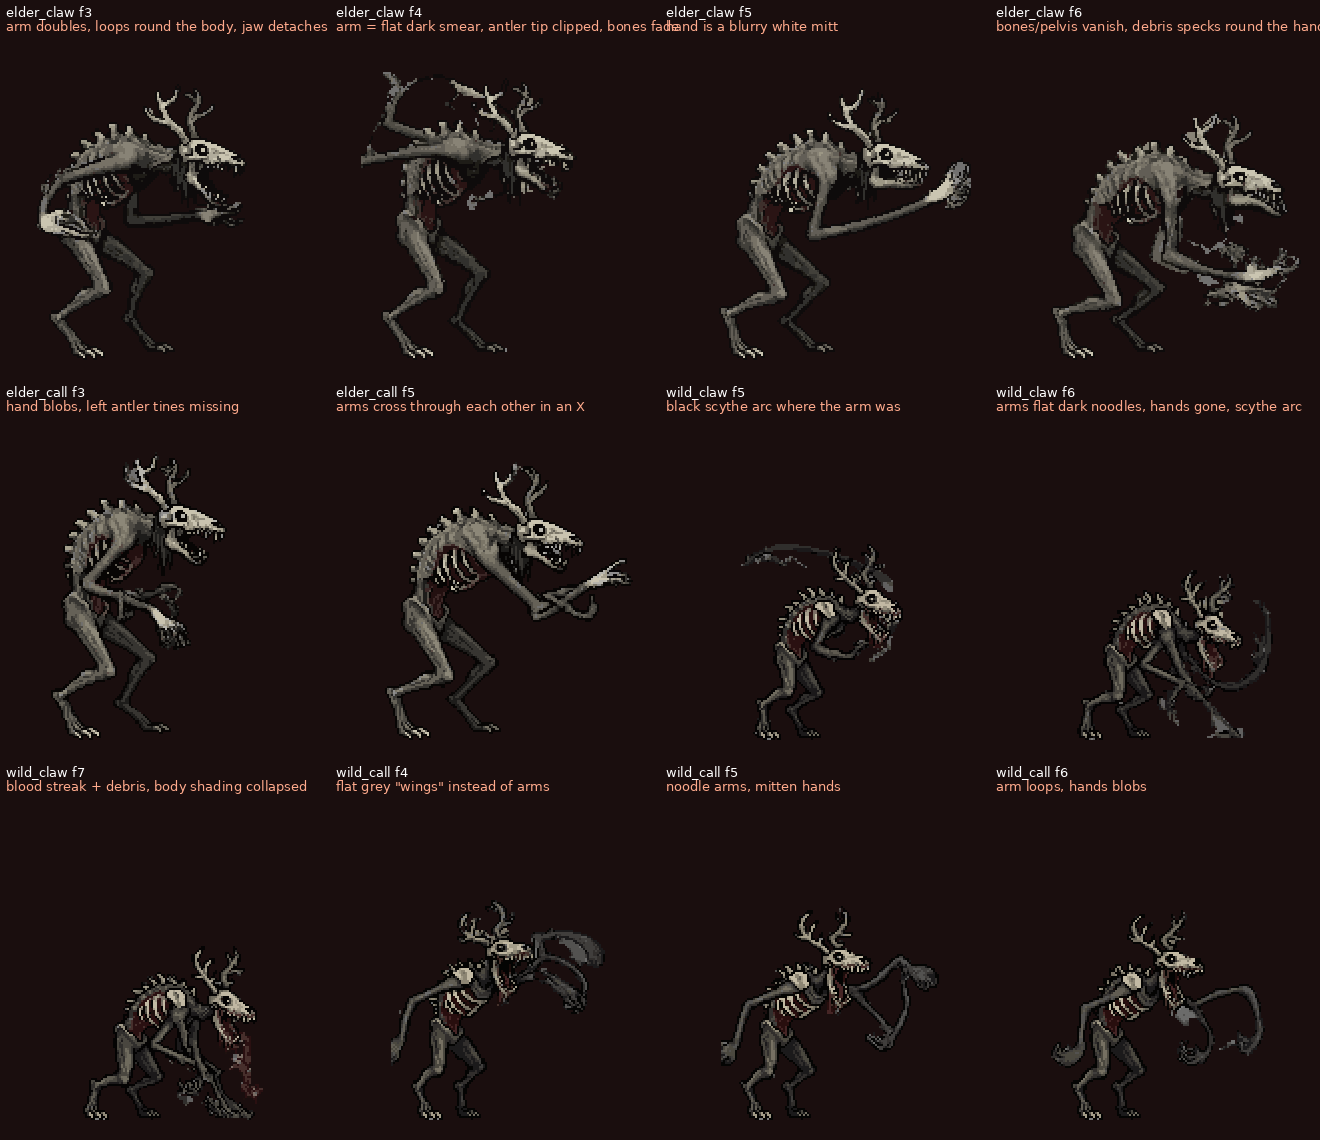 elder_claw f3
arm doubles, loops round the body, jaw detaches
elder_claw f4
arm = flat dark smear, antler tip clipped, bones fade
elder_claw f5
hand is a blurry white mitt
elder_claw f6
bones/pelvis vanish, debris specks round the hand
elder_call f3
hand blobs, left antler tines missing
elder_call f5
arms cross through each other in an X
wild_claw f5
black scythe arc where the arm was
wild_claw f6
arms flat dark noodles, hands gone, scythe arc
wild_claw f7
blood streak + debris, body shading collapsed
wild_call f4
flat grey "wings" instead of arms
wild_call f5
noodle arms, mitten hands
wild_call f6
arm loops, hands blobs